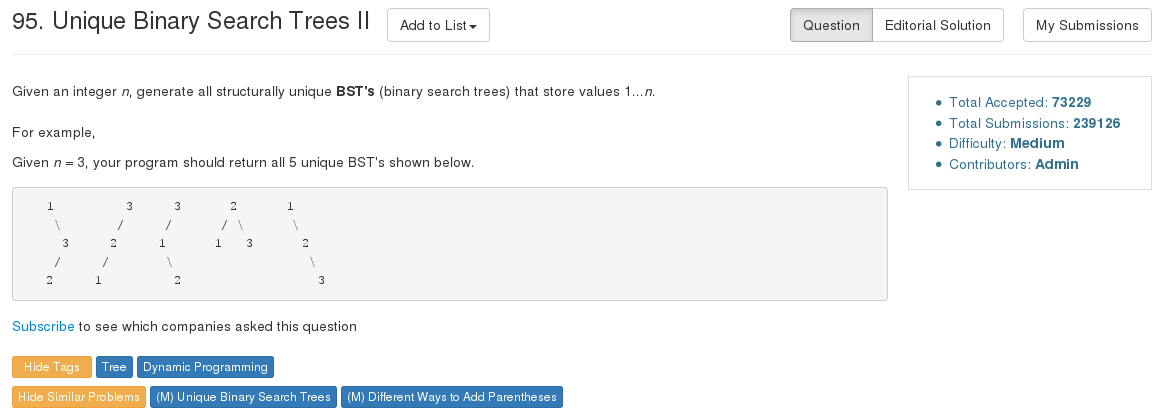 95. Unique Binary Search Trees II Add to List Question Editorial Solution My Submissions
Given an integer n, generate all structurally unique BST's (binary search trees) that store values 1...n.
For example,
Given n = 3, your program should return all 5 unique BST's shown below.
   1         3     3      2      1
    \       /     /      / \      \
     3     2     1      1   3      2
    /     /       \                 \
   2     1         2                 3
Subscribe to see which companies asked this question
Hide Tags Tree Dynamic Programming
Hide Similar Problems (M) Unique Binary Search Trees (M) Different Ways to Add Parentheses
• Total Accepted: 73229
• Total Submissions: 239126
• Difficulty: Medium
• Contributors: Admin